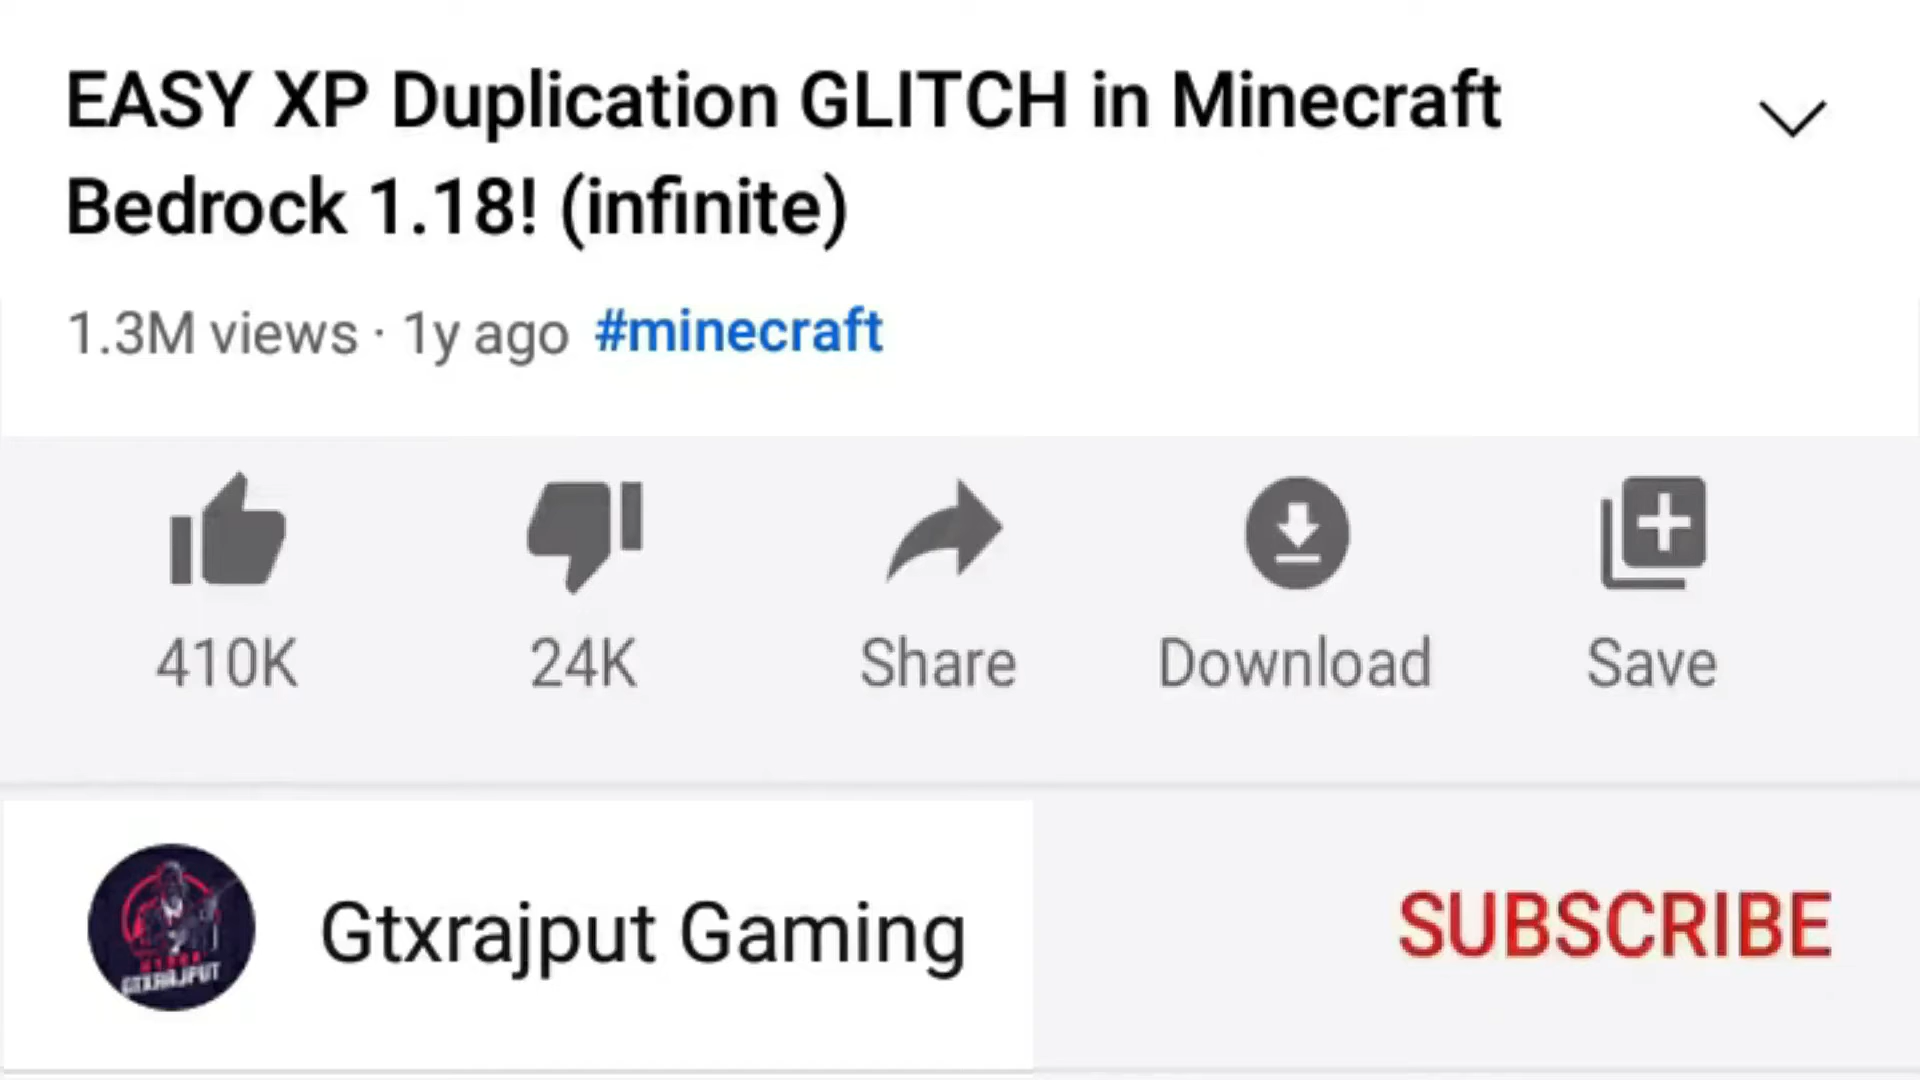 EASY XP Duplication GLITCH in Minecraft
Bedrock 1.18! (infinite)
1.3M views · 1y ago #minecraft
410K 24K Share Download Save
GTXRAJPUT
Gtxrajput Gaming SUBSCRIBE